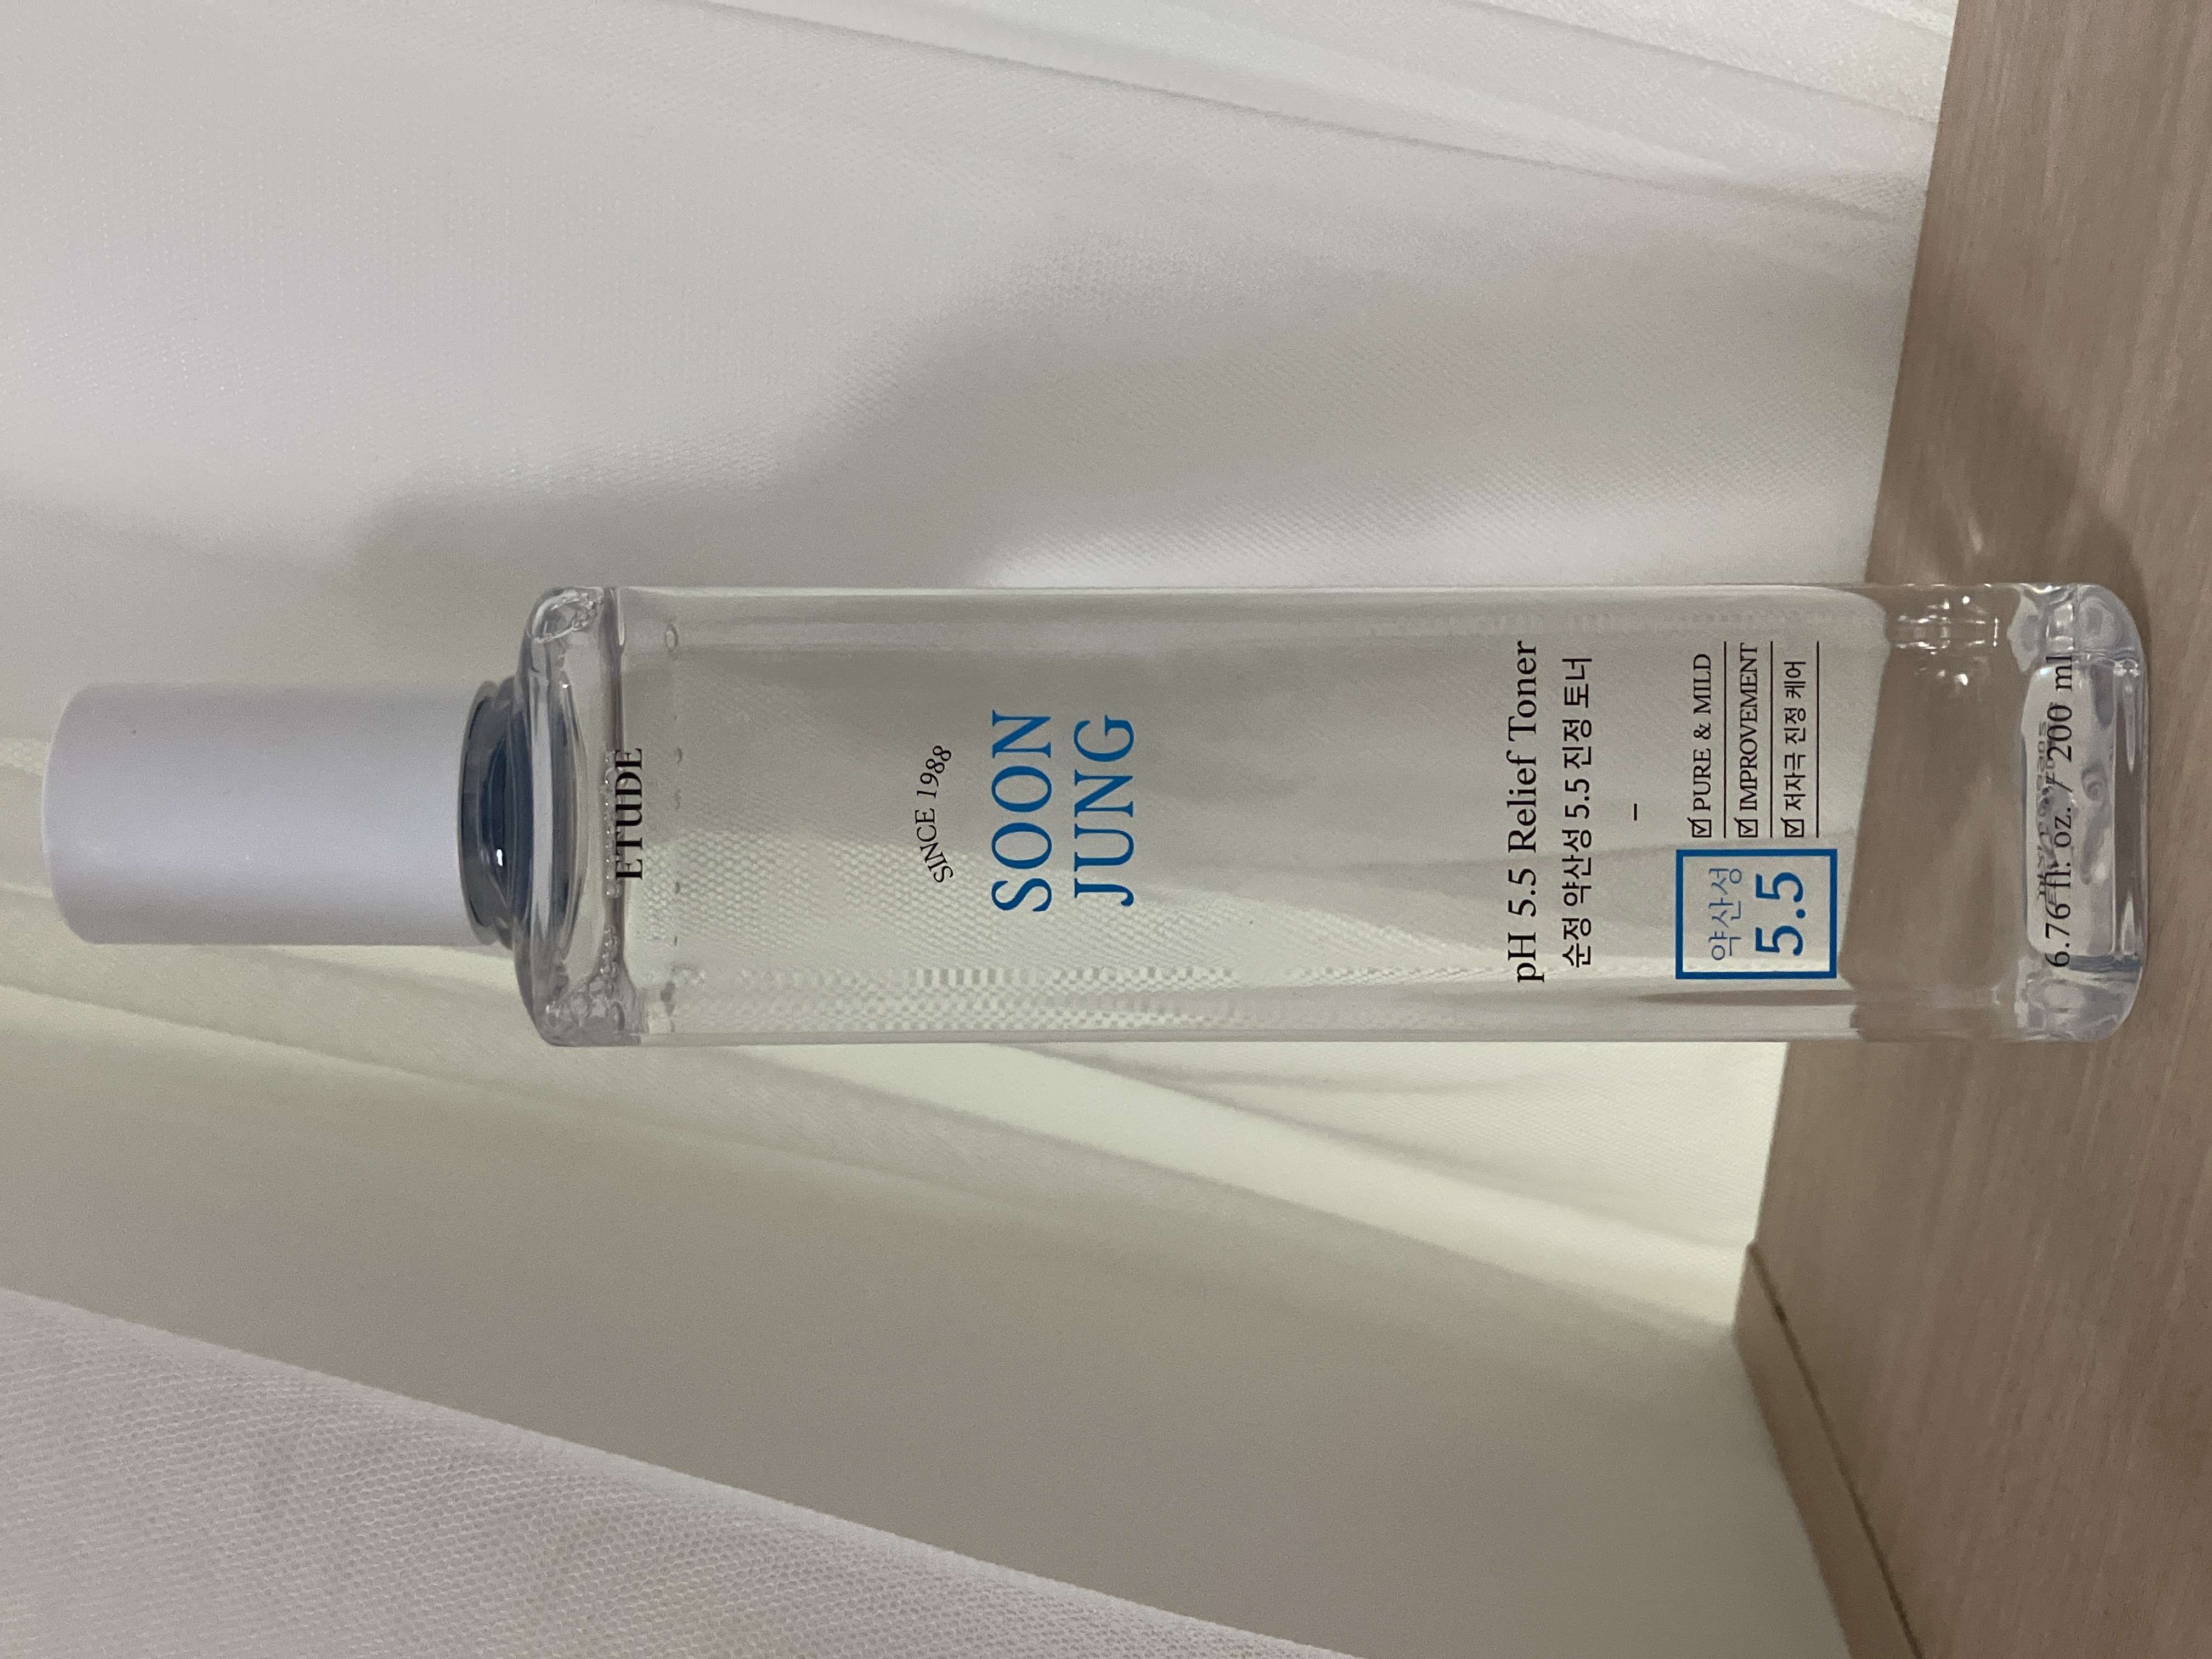 ETUDE
SINCE 1988
SOON
JUNG
pH 5.5 Relief Toner
순정 약산성 5.5 진정 토너
약산성
5.5
☑ PURE & MILD
☑ IMPROVEMENT
☑ 저자극 진정 케어
6.76 fl. oz. / 200 ml